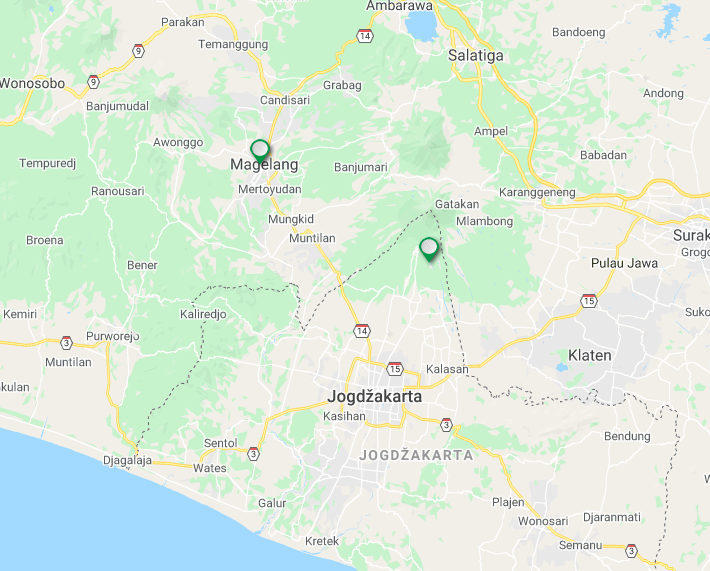 Ambarawa
Parakan
Bandoeng
14
Temanggung
9
Salatiga
Wonosobo
9
Grabag
Andong
Candisari
Banjumudal
Ampel
Awonggo
Babadan
Tempuredj
Magelang
Banjumari
Ranousari
Mertoyudan
Karanggeneng
Gatakan
Mungkid
Mlambong
Muntilan
Surak
Broena
Grogo
Bener
Pulau Jawa
15
Kemiri
Kaliredjo
Suko
14
Purworejo
3
Klaten
Muntilan
15
Kalasan
kulan
Jogdžakarta
Kasihan
3
Bendung
Sentol
3
JOGDŽAKARTA
Djagalaja
Wates
Galur
Plajen
Djaranmati
Wonosari
Kretek
Semanu
3